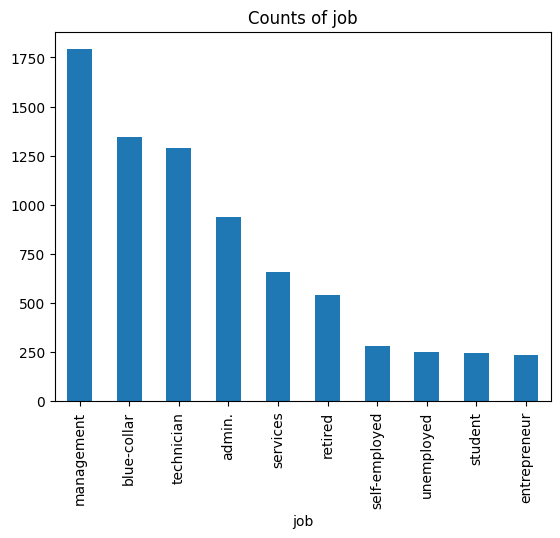 Counts of job
1750
1500
1250
1000
750
500
250
0
management
blue-collar
technician
admin.
services
retired
self-employed
unemployed
student
entrepreneur
job